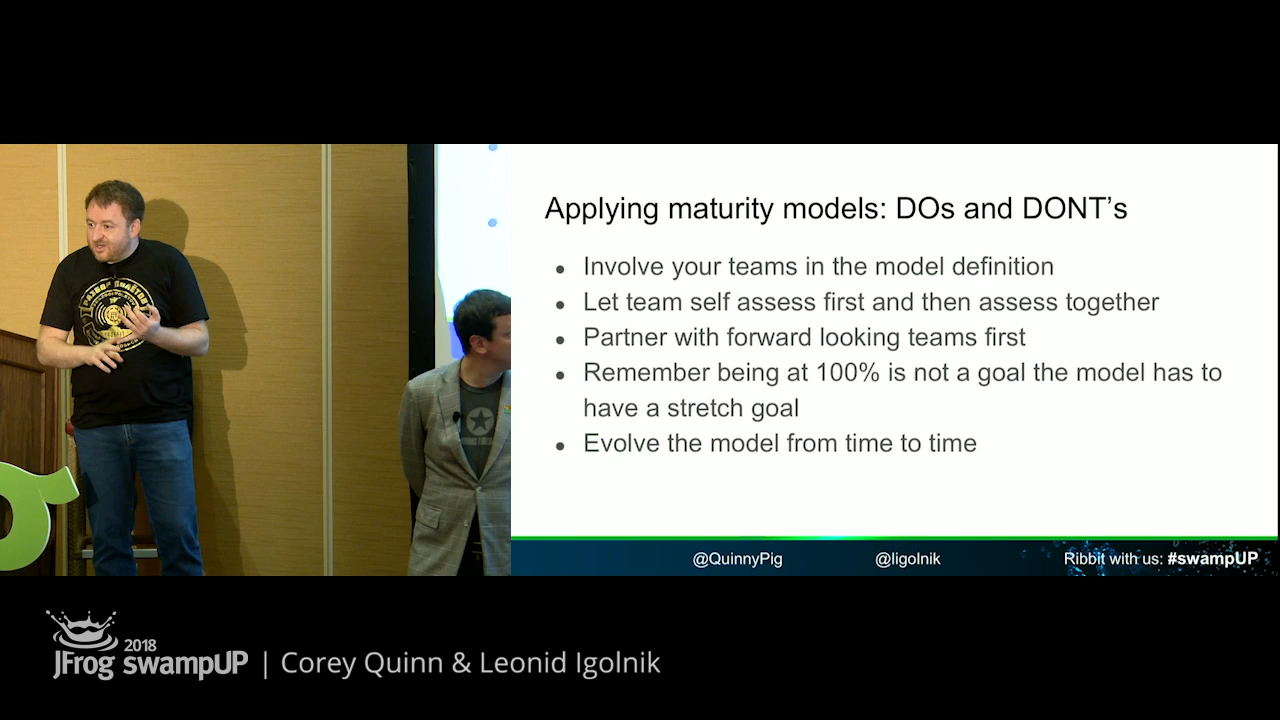 Applying maturity models: DOs and DONT’s
● Involve your teams in the model definition
● Let team self assess first and then assess together
● Partner with forward looking teams first
● Remember being at 100% is not a goal the model has to
have a stretch goal
● Evolve the model from time to time
@QuinnyPig @ligolnik Ribbit with us: #swampUP
2018
JFrog swampUP | Corey Quinn & Leonid Igolnik